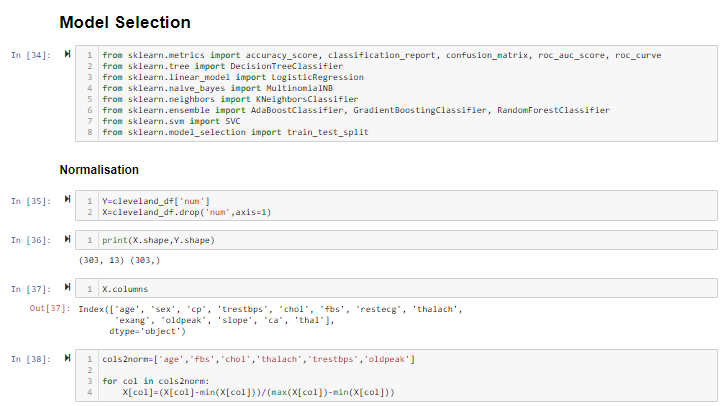 Model Selection
In [34]:
1 from sklearn.metrics import accuracy_score, classification_report, confusion_matrix, roc_auc_score, roc_curve
2 from sklearn.tree import DecisionTreeClassifier
3 from sklearn.linear_model import LogisticRegression
4 from sklearn.naive_bayes import MultinomialNB
5 from sklearn.neighbors import KNeighborsClassifier
6 from sklearn.ensemble import AdaBoostClassifier, GradientBoostingClassifier, RandomForestClassifier
7 from sklearn.svm import SVC
8 from sklearn.model_selection import train_test_split
Normalisation
In [35]:
1 Y=cleveland_df['num']
2 X=cleveland_df.drop('num',axis=1)
In [36]:
1 print(X.shape,Y.shape)
(303, 13) (303,)
In [37]:
1 X.columns
Out[37]: Index(['age', 'sex', 'cp', 'trestbps', 'chol', 'fbs', 'restecg', 'thalach',
'exang', 'oldpeak', 'slope', 'ca', 'thal'],
dtype='object')
In [38]:
1 cols2norm=['age','fbs','chol','thalach','trestbps','oldpeak']
2
3 for col in cols2norm:
4 X[col]=(X[col]-min(X[col]))/(max(X[col])-min(X[col]))